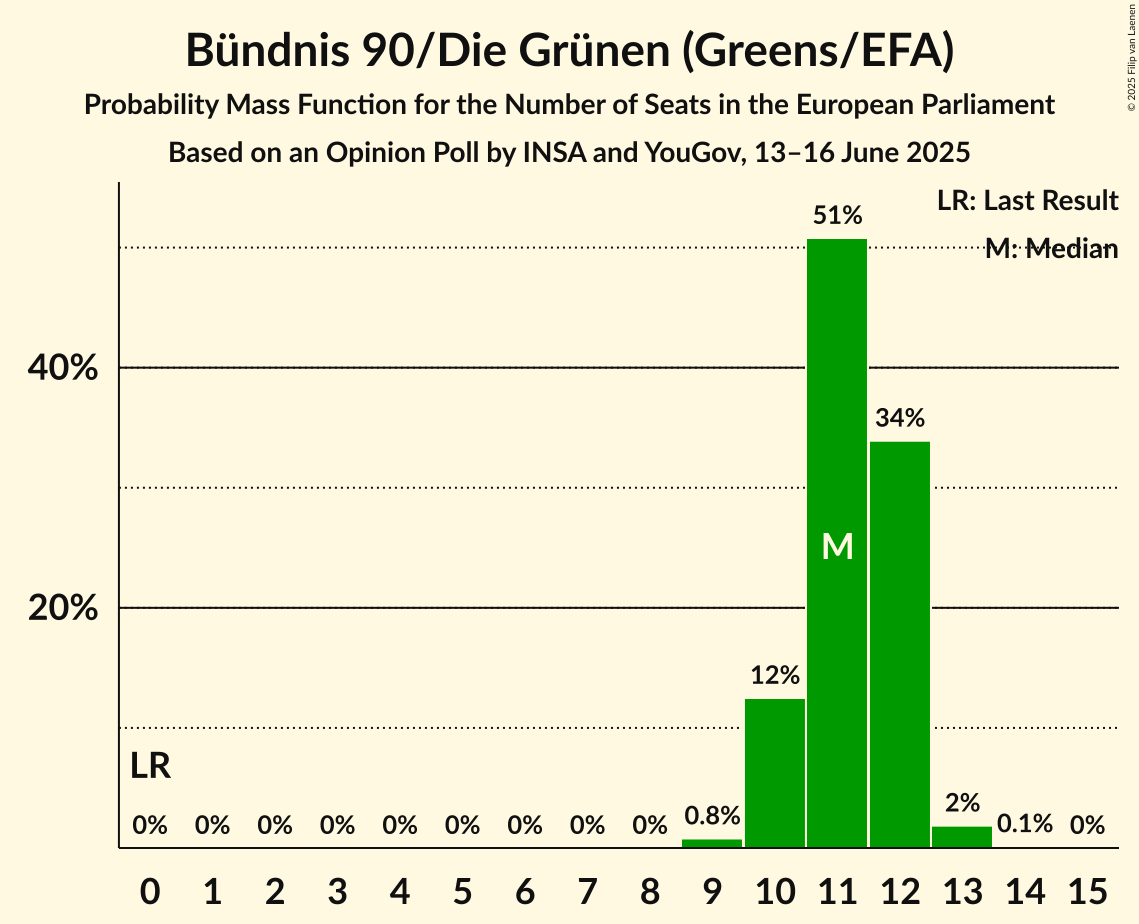 Bündnis 90/Die Grünen (Greens/EFA)
Probability Mass Function for the Number of Seats in the European Parliament
Based on an Opinion Poll by INSA and YouGov, 13–16 June 2025
© 2025 Filip van Laenen
LR: Last Result
M: Median
51%
40%
34%
M
20%
12%
LR
0% 0% 0% 0% 0% 0% 0% 0% 0% 0.8% 2% 0.1% 0%
0 1 2 3 4 5 6 7 8 9 10 11 12 13 14 15